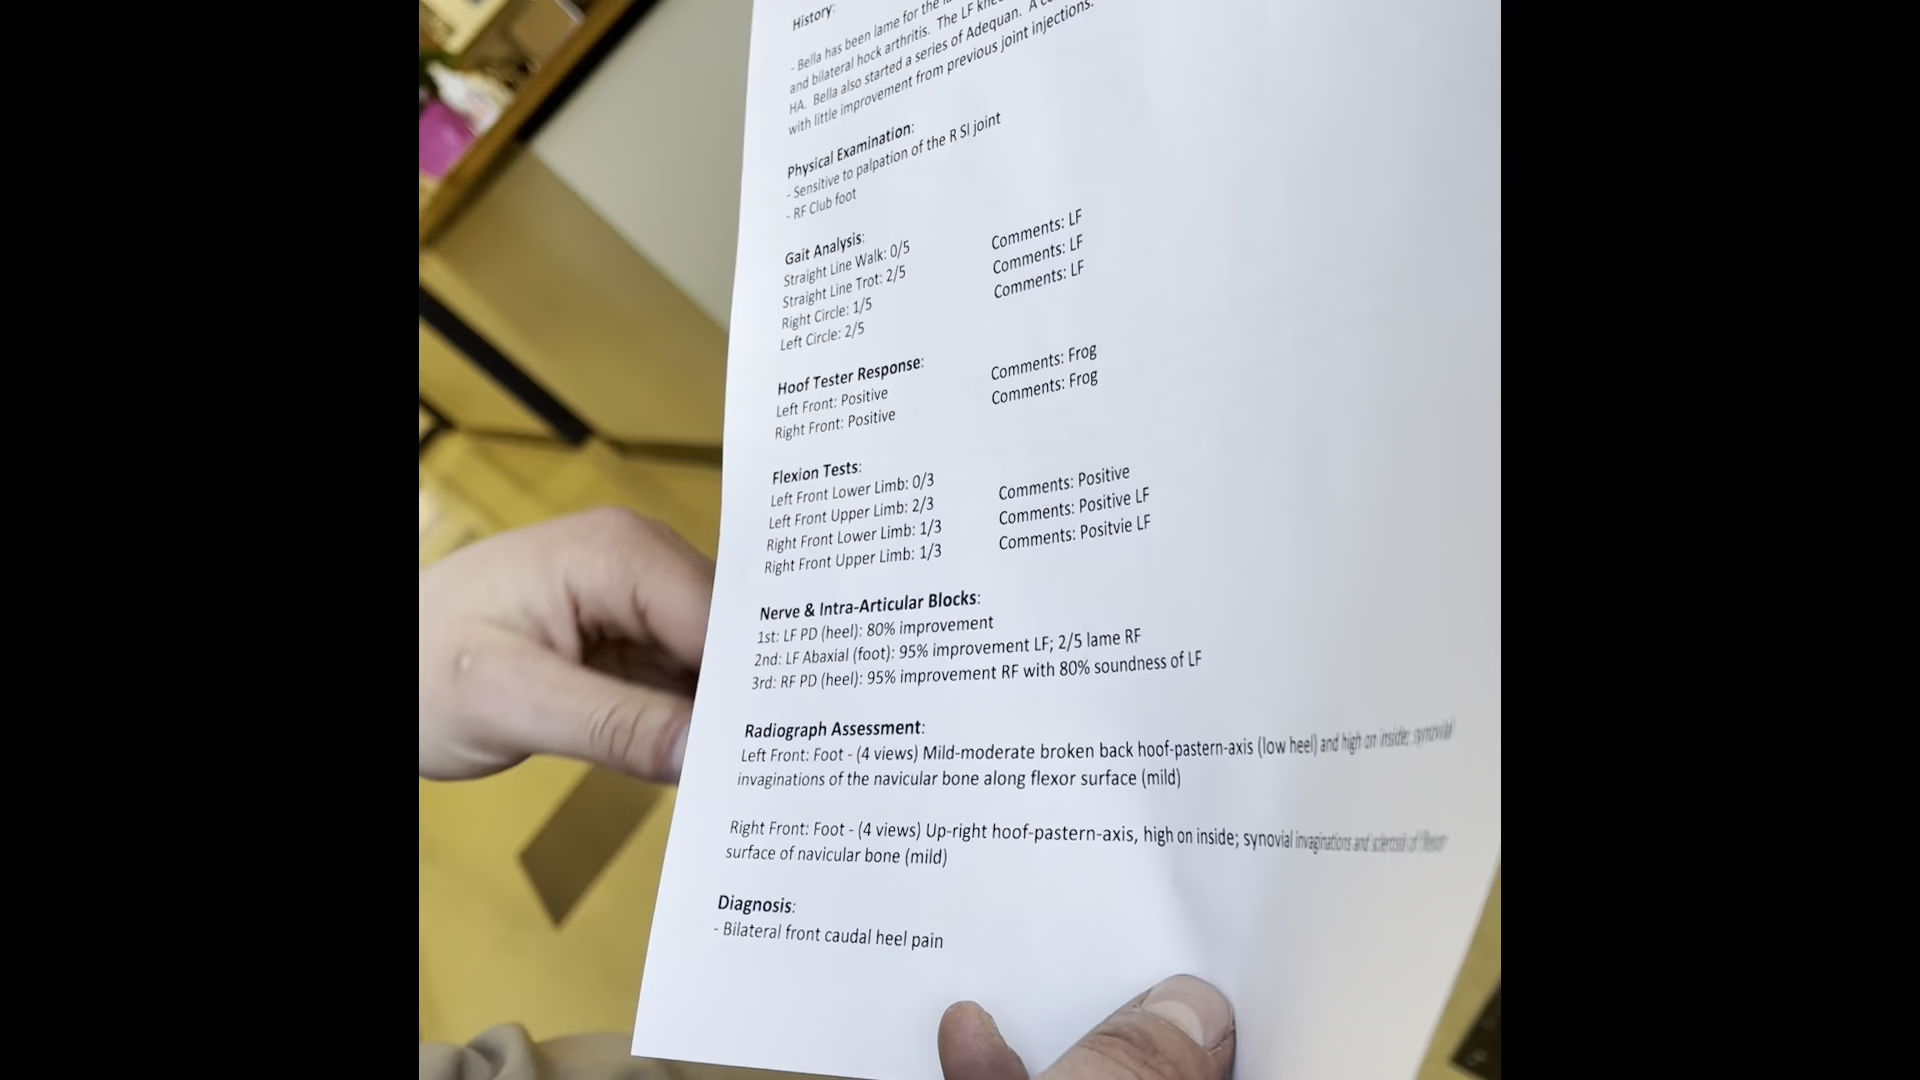 History:
- Bella has been lame for the
and bilateral hock arthritis. The LF knee
HA. Bella also started a series of Adequan. A
with little improvement from previous joint injections.
Physical Examination:
- Sensitive to palpation of the R SI joint
- RF Club foot
Gait Analysis:
Straight Line Walk: 0/5
Straight Line Trot: 2/5 Comments: LF
Right Circle: 1/5 Comments: LF
Left Circle: 2/5 Comments: LF
Hoof Tester Response:
Left Front: Positive Comments: Frog
Right Front: Positive Comments: Frog
Flexion Tests:
Left Front Lower Limb: 0/3
Left Front Upper Limb: 2/3 Comments: Positive
Right Front Lower Limb: 1/3 Comments: Positive LF
Right Front Upper Limb: 1/3 Comments: Positvie LF
Nerve & Intra-Articular Blocks:
1st: LF PD (heel): 80% improvement
2nd: LF Abaxial (foot): 95% improvement LF; 2/5 lame RF
3rd: RF PD (heel): 95% improvement RF with 80% soundness of LF
Radiograph Assessment:
Left Front: Foot - (4 views) Mild-moderate broken back hoof-pastern-axis (low heel) and high on inside; synovial
invaginations of the navicular bone along flexor surface (mild)
Right Front: Foot - (4 views) Up-right hoof-pastern-axis, high on inside; synovial invaginations and sclerosis of flexor
surface of navicular bone (mild)
Diagnosis:
- Bilateral front caudal heel pain